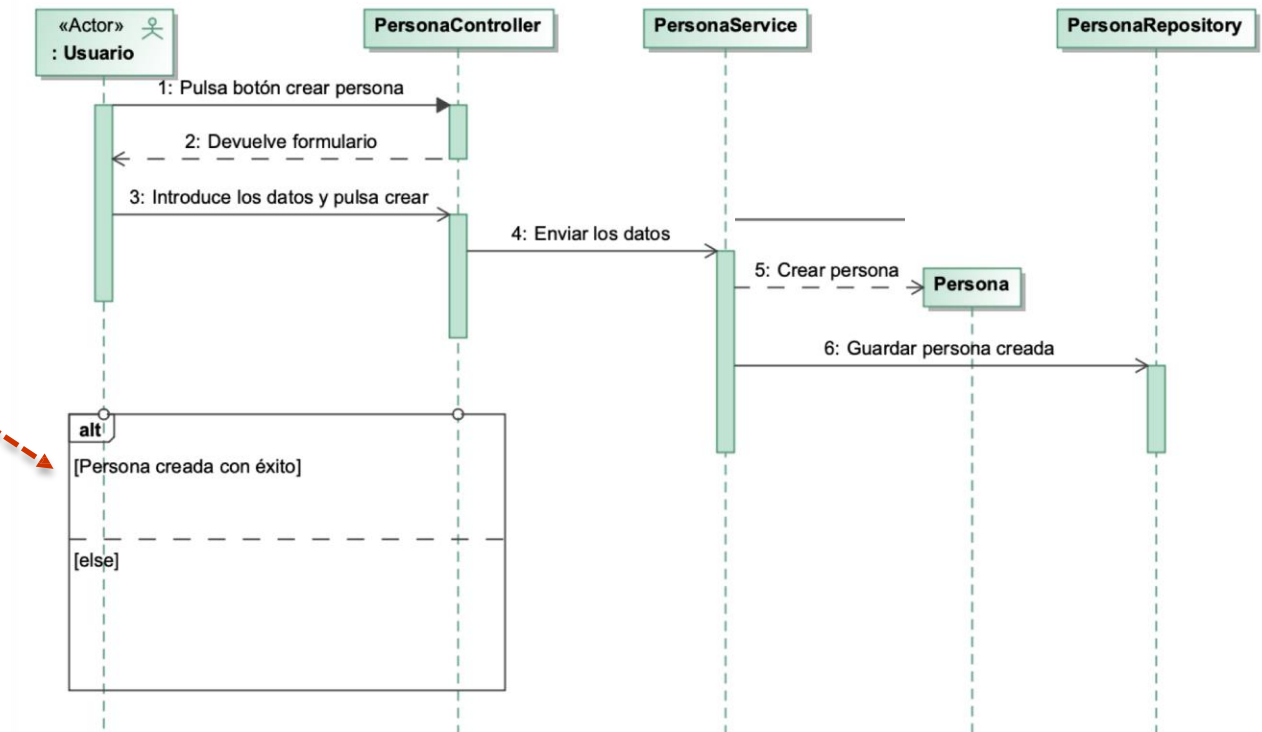 «Actor»
: Usuario
PersonaController
PersonaService
PersonaRepository
1: Pulsa botón crear persona
2: Devuelve formulario
3: Introduce los datos y pulsa crear
4: Enviar los datos
5: Crear persona
Persona
6: Guardar persona creada
alt
[Persona creada con éxito]
[else]